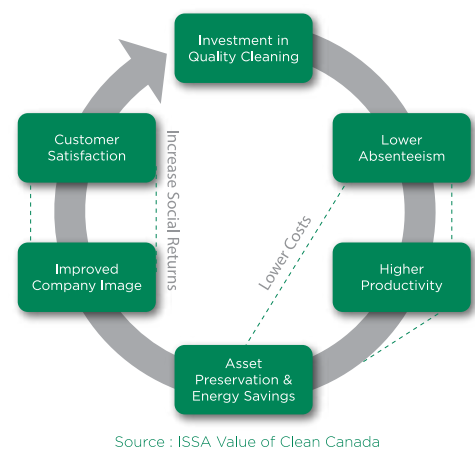 Investment in
Quality Cleaning
Customer
Satisfaction
Lower
Absenteeism
Increase Social Returns
Lower Costs
Improved
Company Image
Higher
Productivity
Asset
Preservation &
Energy Savings
Source : ISSA Value of Clean Canada